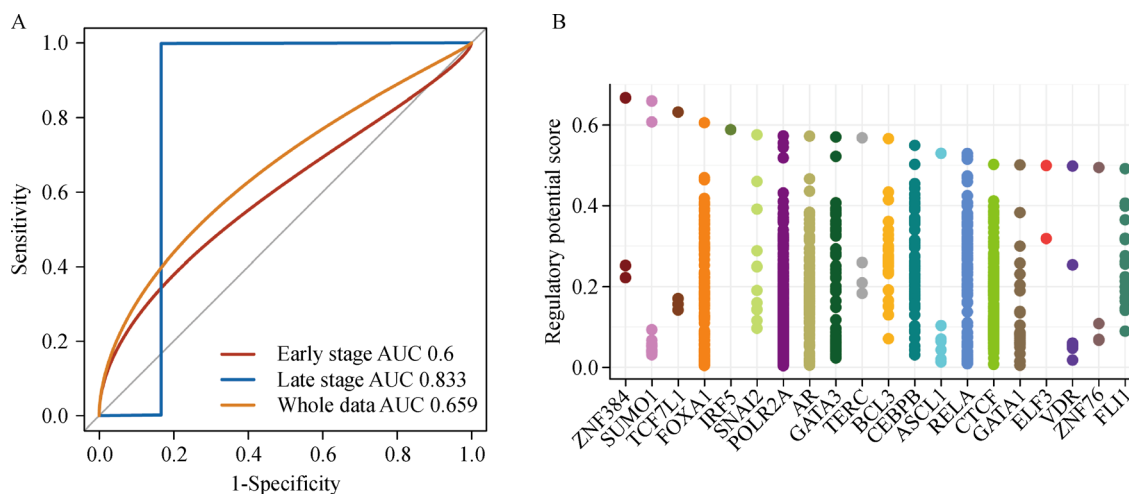 A
1.0
0.8
0.6
0.4
0.2
0.0
Sensitivity
Early stage AUC 0.6
Late stage AUC 0.833
Whole data AUC 0.659
0.0 0.2 0.4 0.6 0.8 1.0
1-Specificity
B
0.6
0.4
0.2
0.0
Regulatory potential score
ZNF384
SUMO1
TCF7L1
FOXA1
IRF5
SNAI2
POLR2A
AR
GATA3
TERC
BCL3
CEBPB
ASCL1
RELA
CTCF
GATA1
ELF3
VDR
ZNF76
FLI1